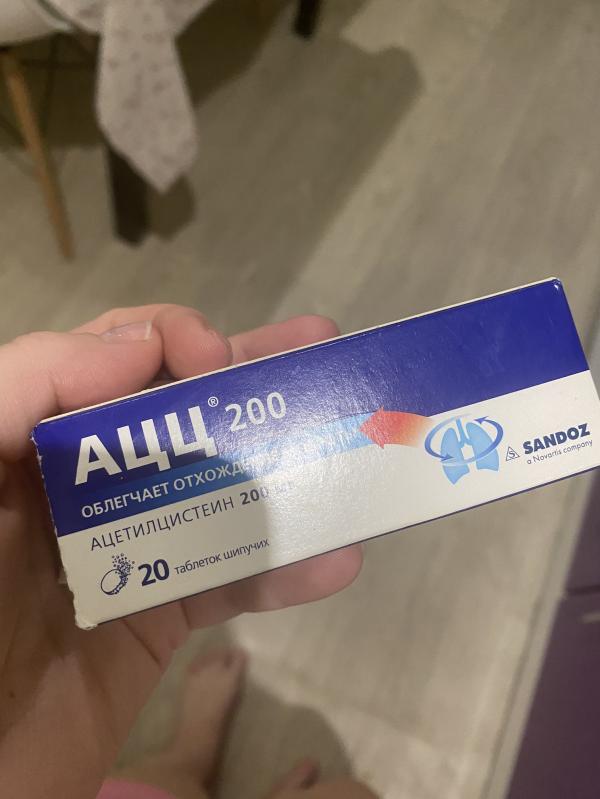 АЦЦ® 200
ОБЛЕГЧАЕТ
АЦЕТИЛЦИСТЕИН 200
20 таблеток шипучих
S SANDOZ
a Novartis company